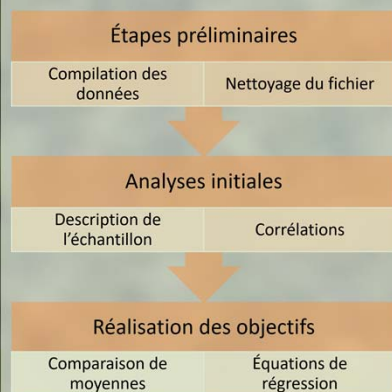 Étapes préliminaires
Compilation des
données
Nettoyage du fichier
Analyses initiales
Description de
l'échantillon
Corrélations
Réalisation des objectifs
Comparaison de
moyennes
Équations de
régression